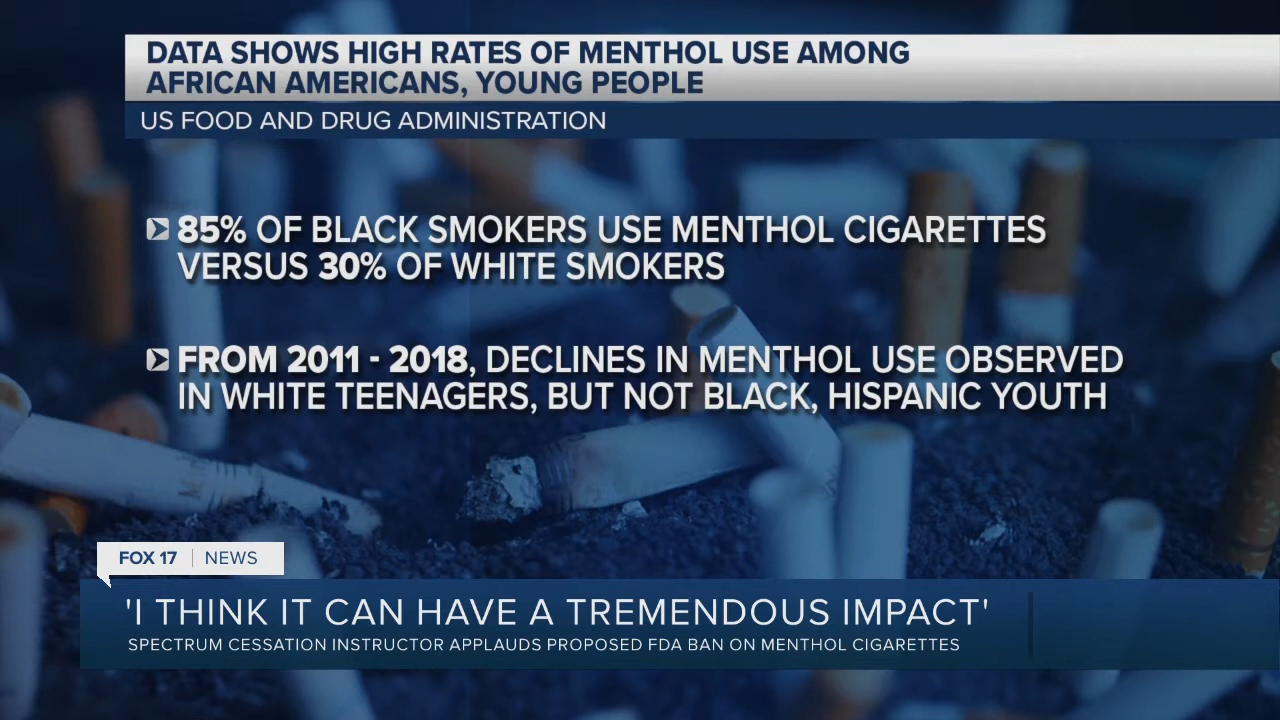 DATA SHOWS HIGH RATES OF MENTHOL USE AMONG
AFRICAN AMERICANS, YOUNG PEOPLE
US FOOD AND DRUG ADMINISTRATION
85% OF BLACK SMOKERS USE MENTHOL CIGARETTES
VERSUS 30% OF WHITE SMOKERS
FROM 2011 - 2018, DECLINES IN MENTHOL USE OBSERVED
IN WHITE TEENAGERS, BUT NOT BLACK, HISPANIC YOUTH
FOX 17 | NEWS
'I THINK IT CAN HAVE A TREMENDOUS IMPACT'
SPECTRUM CESSATION INSTRUCTOR APPLAUDS PROPOSED FDA BAN ON MENTHOL CIGARETTES